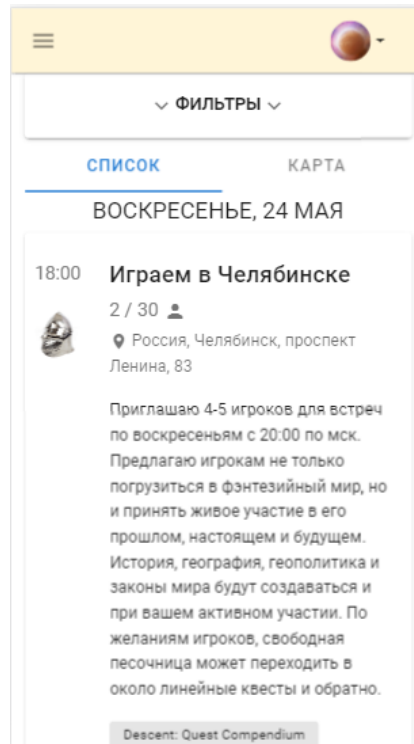 ФИЛЬТРЫ
СПИСОК КАРТА
ВОСКРЕСЕНЬЕ, 24 МАЯ
18:00 Играем в Челябинске
2 / 30
Россия, Челябинск, проспект
Ленина, 83
Приглашаю 4-5 игроков для встреч
по воскресеньям с 20:00 по мск.
Предлагаю игрокам не только
погрузиться в фэнтезийный мир, но
и принять живое участие в его
прошлом, настоящем и будущем.
История, география, геополитика и
законы мира будут создаваться и
при вашем активном участии. По
желаниям игроков, свободная
песочница может переходить в
около линейные квесты и обратно.
Descent: Quest Compendium